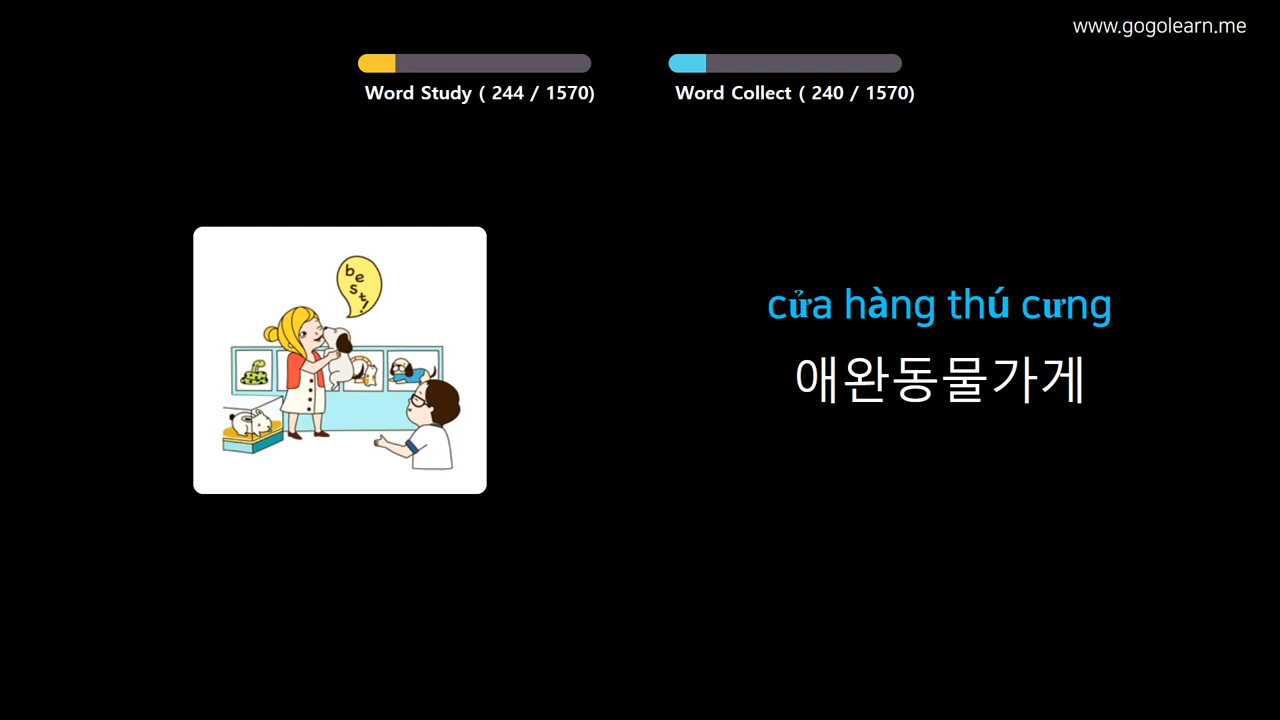 www.gogolearn.me
Word Study ( 244 / 1570)
Word Collect ( 240 / 1570)
best!
cửa hàng thú cưng
애완동물가게